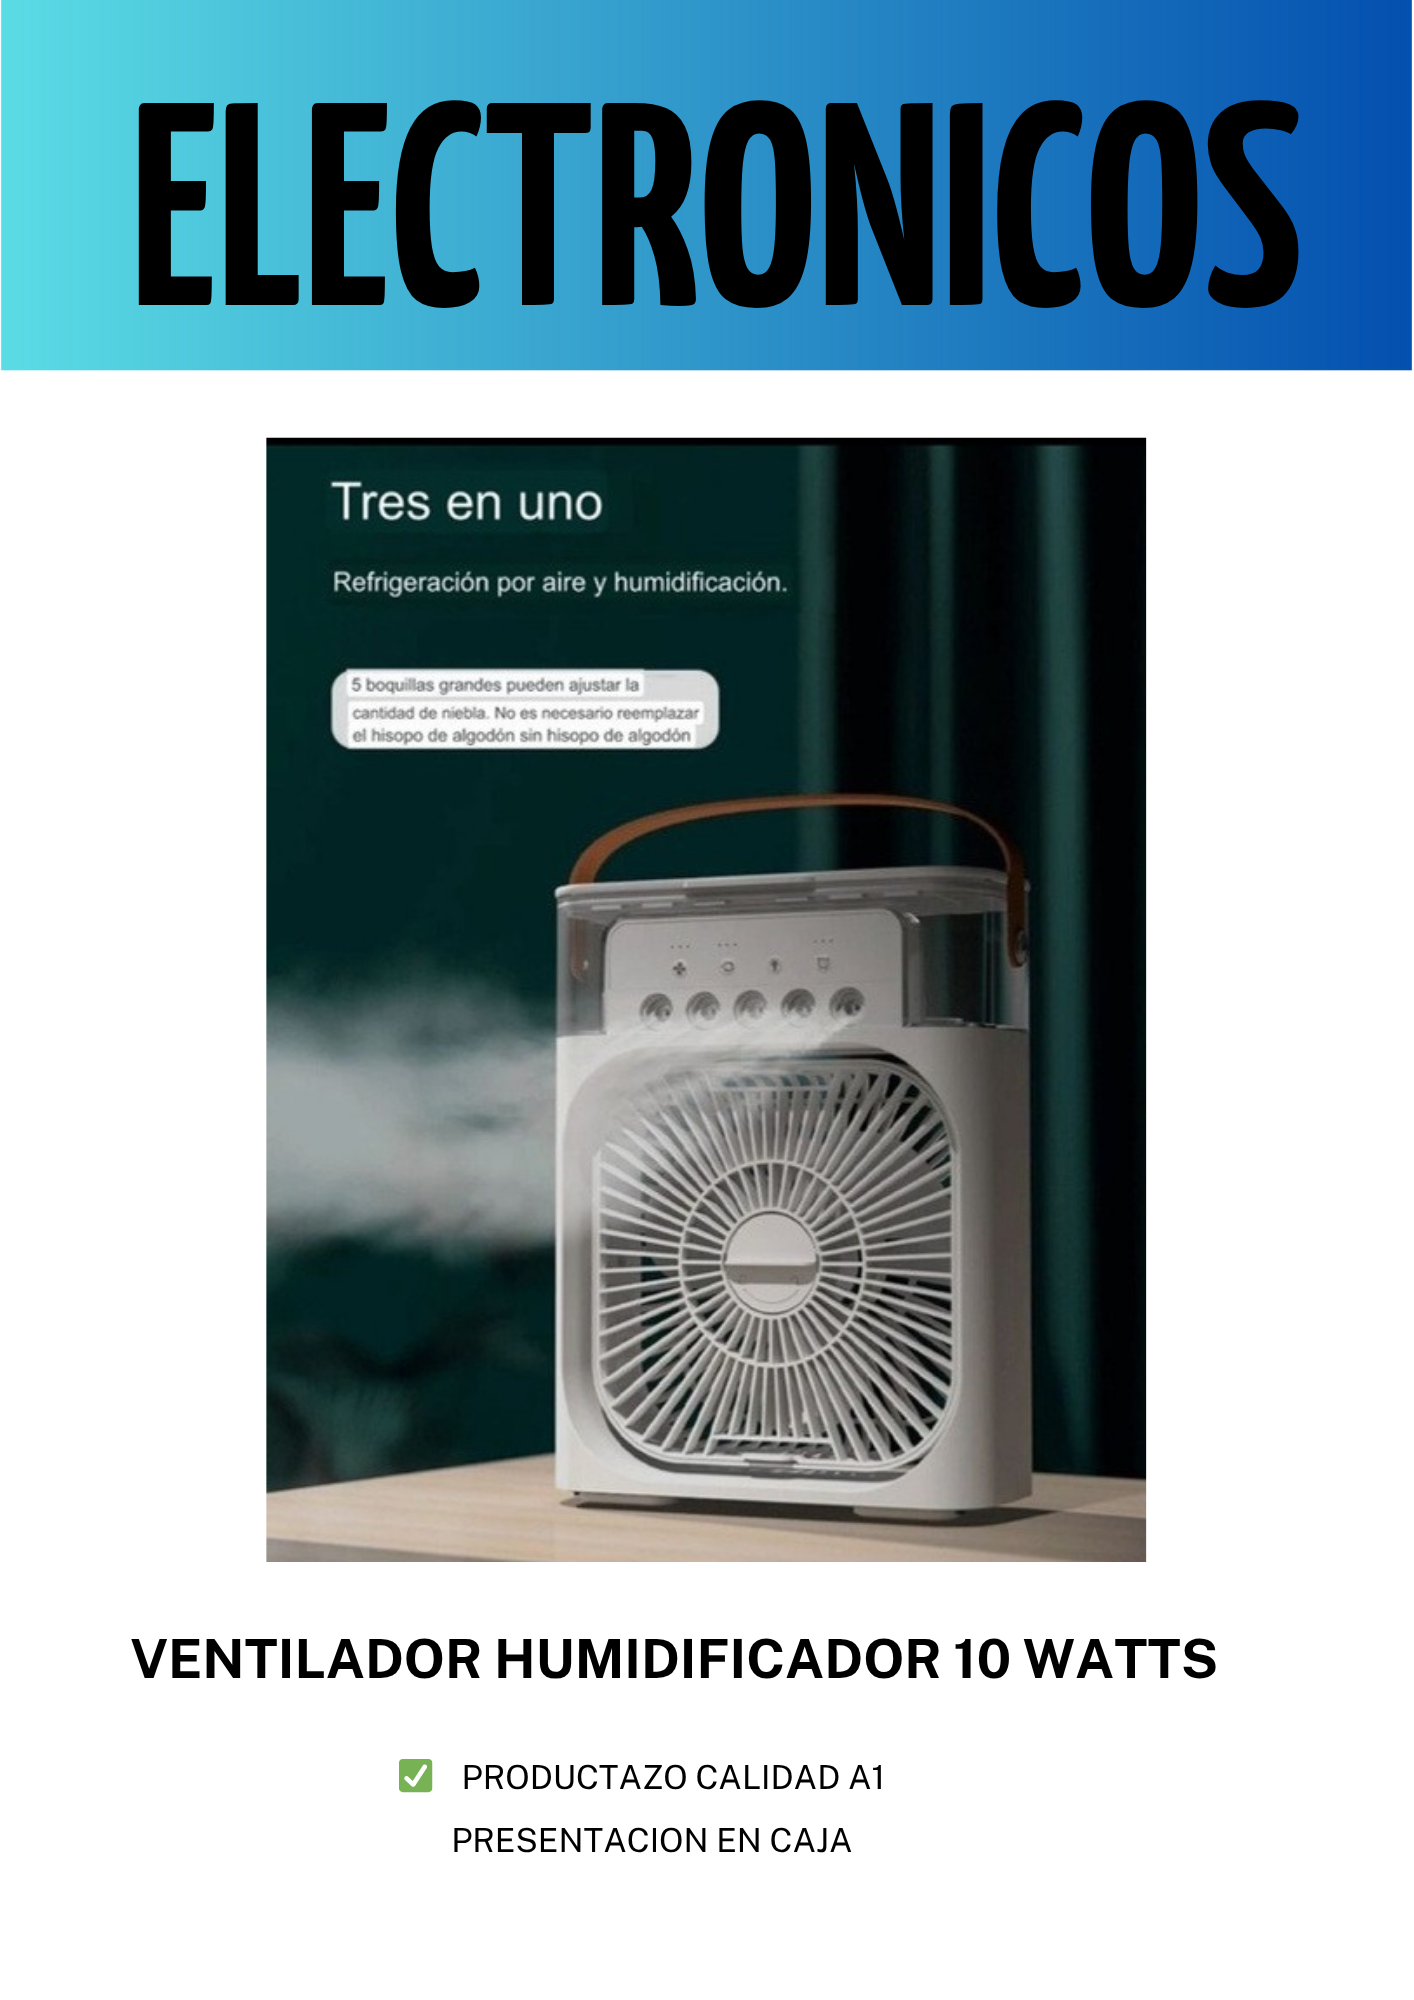 ELECTRONICOS
Tres en uno
Refrigeración por aire y humidificación.
5 boquillas grandes pueden ajustar la
cantidad de niebla. No es necesario reemplazar
el hisopo de algodón sin hisopo de algodón
VENTILADOR HUMIDIFICADOR 10 WATTS
✅ PRODUCTAZO CALIDAD A1
PRESENTACION EN CAJA